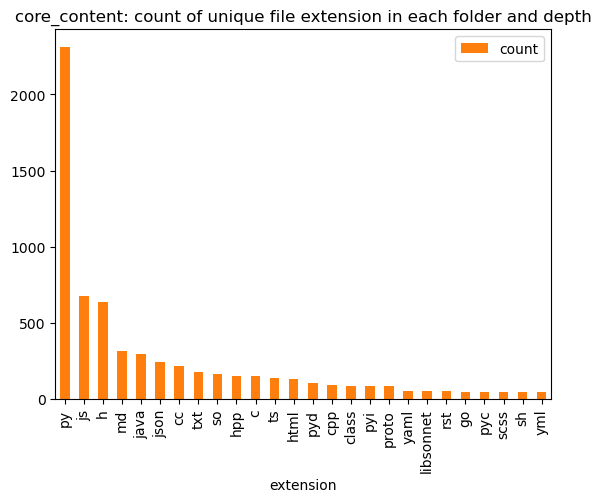 core_content: count of unique file extension in each folder and depth
count
2000
1500
1000
500
0
py
js
h
md
java
json
cc
txt
so
hpp
c
ts
html
pyd
cpp
class
pyi
proto
yaml
libsonnet
rst
go
pyc
scss
sh
yml
extension